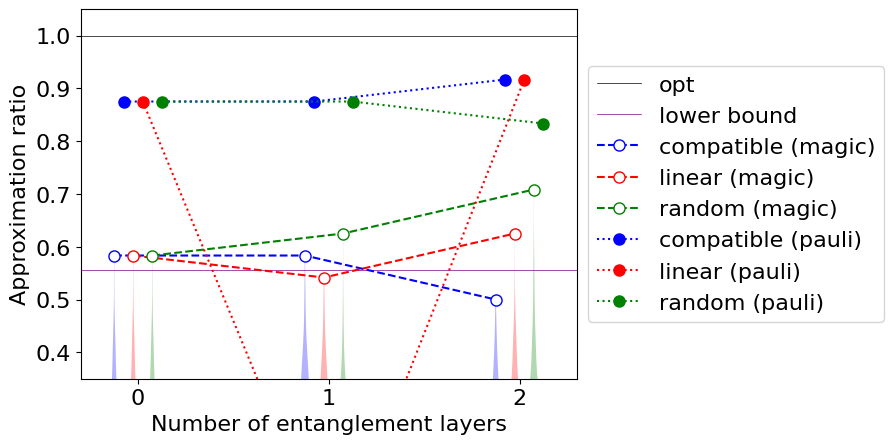 Approximation ratio
1.0
0.9
0.8
0.7
0.6
0.5
0.4
0
1
2
Number of entanglement layers
opt
lower bound
compatible (magic)
linear (magic)
random (magic)
compatible (pauli)
linear (pauli)
random (pauli)